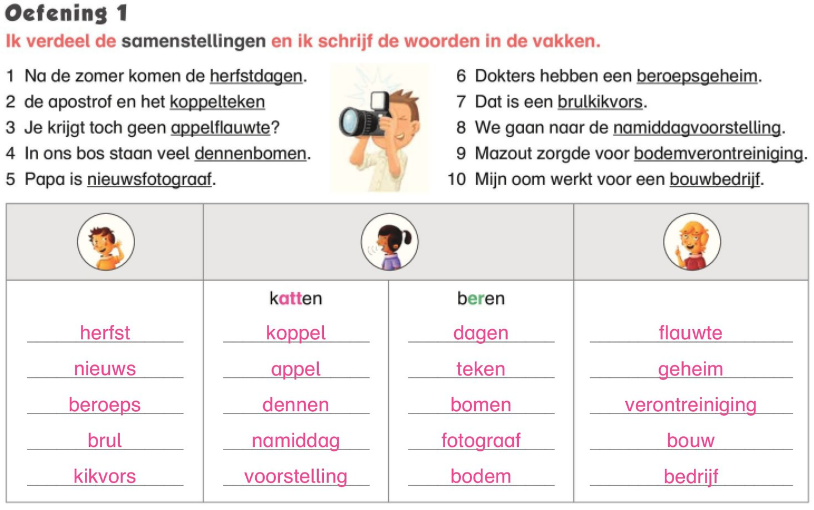 Oefening 1
Ik verdeel de samenstellingen en ik schrijf de woorden in de vakken.
1 Na de zomer komen de herfstdagen.
2 de apostrof en het koppelteken
3 Je krijgt toch geen appelflauwte?
4 In ons bos staan veel dennenbomen.
5 Papa is nieuwsfotograaf.
6 Dokters hebben een beroepsgeheim.
7 Dat is een brulkikvors.
8 We gaan naar de namiddagvoorstelling.
9 Mazout zorgde voor bodemverontreiniging.
10 Mijn oom werkt voor een bouwbedrijf.
katten beren
herfst koppel dagen flauwte
nieuws appel teken geheim
beroeps dennen bomen verontreiniging
brul namiddag fotograaf bouw
kikvors voorstelling bodem bedrijf